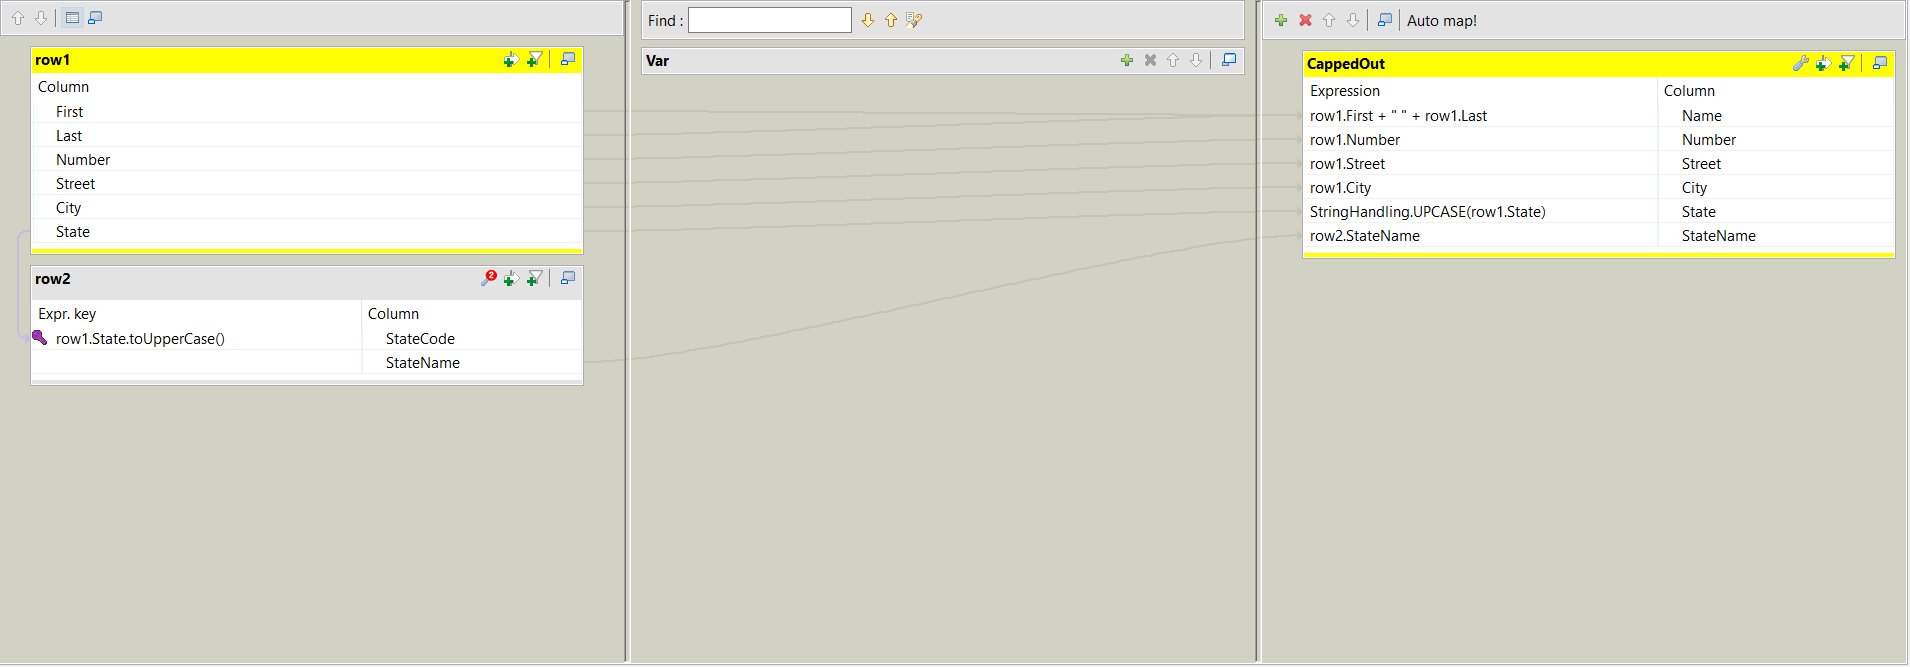 row1
Column
First
Last
Number
Street
City
State
row2
2
Expr. key Column
row1.State.toUpperCase() StateCode
StateName
Find :
Var
Auto map!
CappedOut
Expression Column
row1.First + " " + row1.Last Name
row1.Number Number
row1.Street Street
row1.City City
StringHandling.UPCASE(row1.State) State
row2.StateName StateName